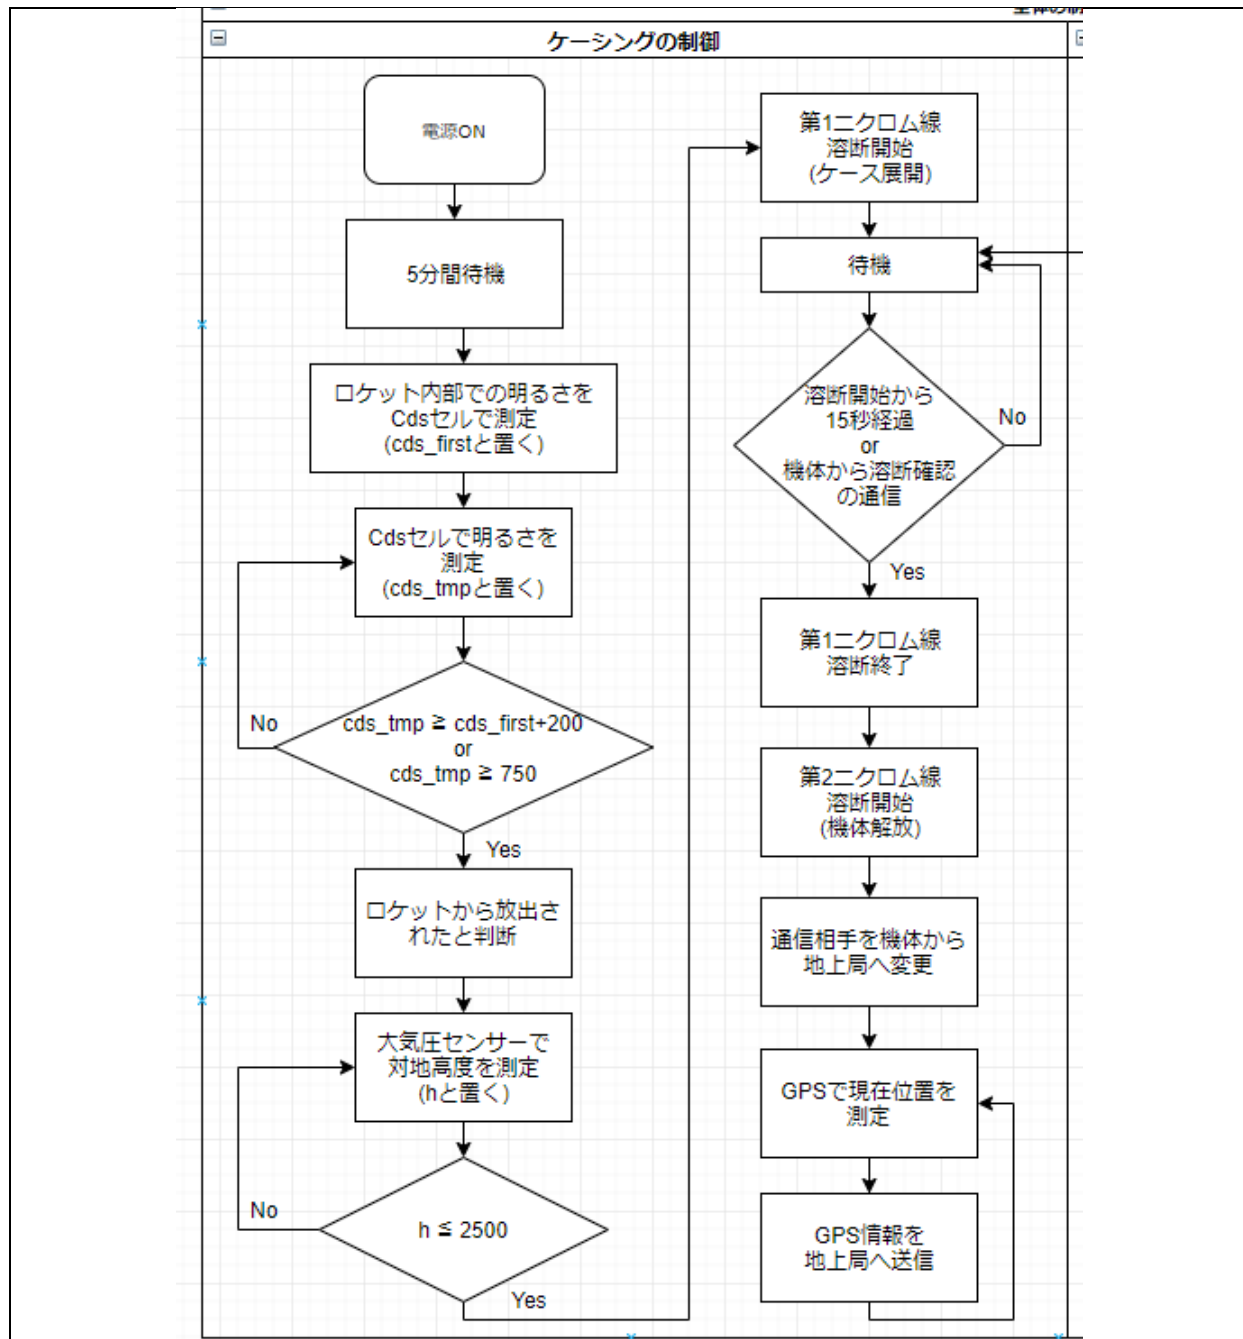 ケーシングの制御
電源ON
5分間待機
ロケット内部での明るさを
Cdsセルで測定
(cds_firstと置く)
Cdsセルで明るさを
測定
(cds_tmpと置く)
No
cds_tmp ≧ cds_first+200
or
cds_tmp ≧ 750
Yes
ロケットから放出さ
れたと判断
大気圧センサーで
対地高度を測定
(hと置く)
No
h ≦ 2500
Yes
第1ニクロム線
溶断開始
(ケース展開)
待機
溶断開始から
15秒経過
or
機体から溶断確認
の通信
No
Yes
第1ニクロム線
溶断終了
第2ニクロム線
溶断開始
(機体解放)
通信相手を機体から
地上局へ変更
GPSで現在位置を
測定
GPS情報を
地上局へ送信